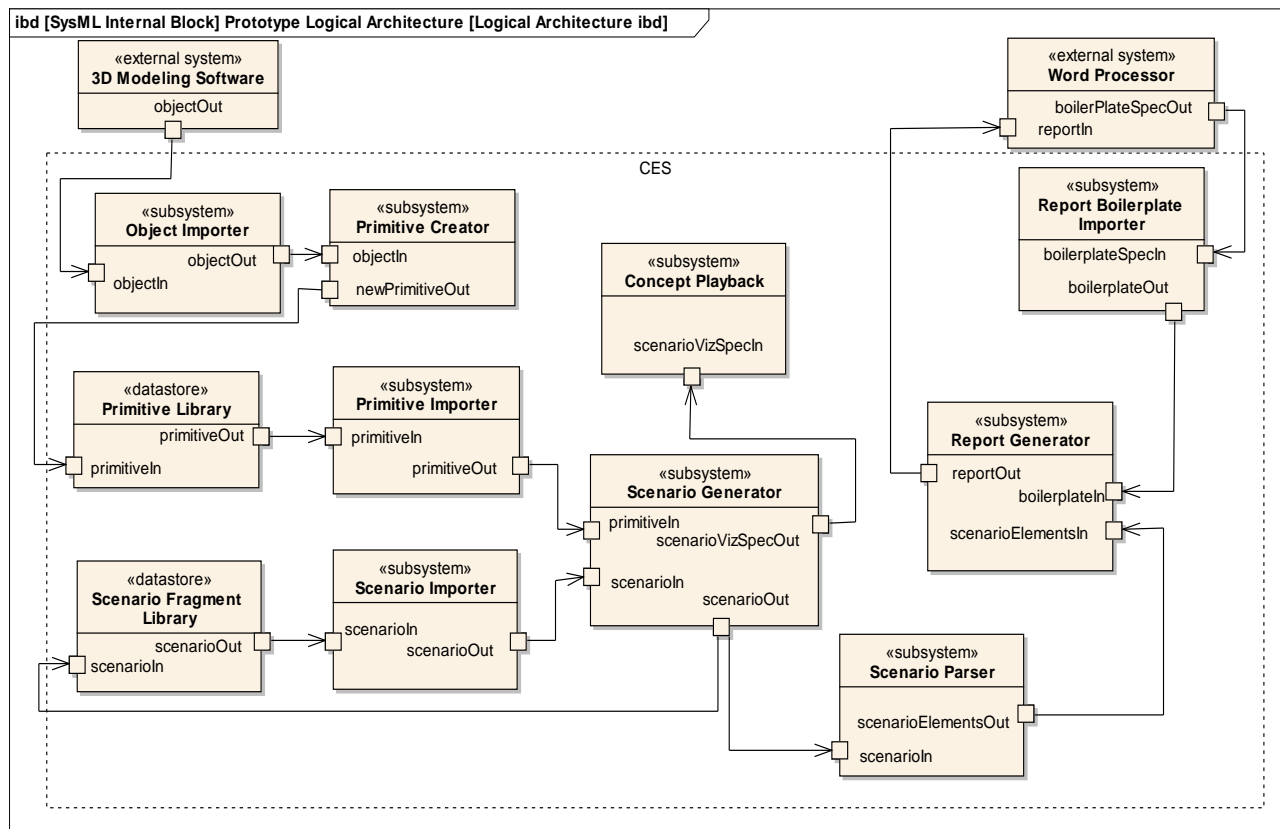 ibd [SysML Internal Block] Prototype Logical Architecture [Logical Architecture ibd]
«external system»
3D Modeling Software
objectOut
«external system»
Word Processor
boilerPlateSpecOut
reportIn
CES
«subsystem»
Object Importer
objectOut
objectIn
«subsystem»
Primitive Creator
objectIn
newPrimitiveOut
«subsystem»
Concept Playback
scenarioVizSpecIn
«subsystem»
Report Boilerplate
Importer
boilerplateSpecIn
boilerplateOut
«datastore»
Primitive Library
primitiveOut
primitiveIn
«subsystem»
Primitive Importer
primitiveIn
primitiveOut
«subsystem»
Scenario Generator
primitiveIn
scenarioVizSpecOut
scenarioIn
scenarioOut
«subsystem»
Report Generator
reportOut
boilerplateIn
scenarioElementsIn
«datastore»
Scenario Fragment
Library
scenarioOut
scenarioIn
«subsystem»
Scenario Importer
scenarioIn
scenarioOut
«subsystem»
Scenario Parser
scenarioElementsOut
scenarioIn